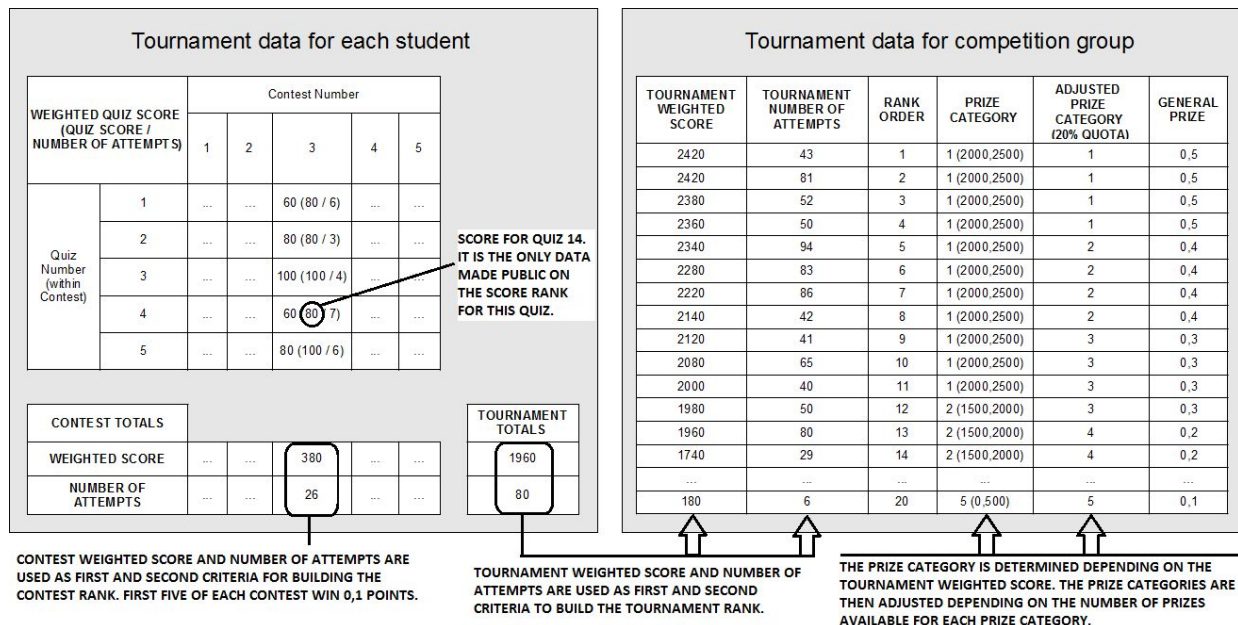 Tournament data for each student
WEIGHTED QUIZ SCORE
(QUIZ SCORE /
NUMBER OF ATTEMPTS)
Contest Number
1 2 3 4 5
Quiz
Number
(within
Contest)
1 ... ... 60 (80 / 6) ... ...
2 ... ... 80 (80 / 3) ... ...
3 ... ... 100 (100 / 4) ... ...
4 ... ... 60 (80 / 7) ... ...
5 ... ... 80 (100 / 6) ... ...
SCORE FOR QUIZ 14.
IT IS THE ONLY DATA
MADE PUBLIC ON
THE SCORE RANK
FOR THIS QUIZ.
CONTEST TOTALS
TOURNAMENT
TOTALS
WEIGHTED SCORE ... ... 380 ... ... 1960
NUMBER OF
ATTEMPTS ... ... 26 ... ... 80
CONTEST WEIGHTED SCORE AND NUMBER OF ATTEMPTS ARE
USED AS FIRST AND SECOND CRITERIA FOR BUILDING THE
CONTEST RANK. FIRST FIVE OF EACH CONTEST WIN 0,1 POINTS.
TOURNAMENT WEIGHTED SCORE AND NUMBER OF
ATTEMPTS ARE USED AS FIRST AND SECOND
CRITERIA TO BUILD THE TOURNAMENT RANK.
Tournament data for competition group
TOURNAMENT
WEIGHTED
SCORE
TOURNAMENT
NUMBER OF
ATTEMPTS
RANK
ORDER
PRIZE
CATEGORY
ADJUSTED
PRIZE
CATEGORY
(20% QUOTA)
GENERAL
PRIZE
2420 43 1 1 (2000,2500) 1 0,5
2420 81 2 1 (2000,2500) 1 0,5
2380 52 3 1 (2000,2500) 1 0,5
2360 50 4 1 (2000,2500) 1 0,5
2340 94 5 1 (2000,2500) 2 0,4
2280 83 6 1 (2000,2500) 2 0,4
2220 86 7 1 (2000,2500) 2 0,4
2140 42 8 1 (2000,2500) 2 0,4
2120 41 9 1 (2000,2500) 3 0,3
2080 65 10 1 (2000,2500) 3 0,3
2000 40 11 1 (2000,2500) 3 0,3
1980 50 12 2 (1500,2000) 3 0,3
1960 80 13 2 (1500,2000) 4 0,2
1740 29 14 2 (1500,2000) 4 0,2
... ... ... ... ... ...
180 6 20 5 (0,500) 5 0,1
THE PRIZE CATEGORY IS DETERMINED DEPENDING ON THE
TOURNAMENT WEIGHTED SCORE. THE PRIZE CATEGORIES ARE
THEN ADJUSTED DEPENDING ON THE NUMBER OF PRIZES
AVAILABLE FOR EACH PRIZE CATEGORY.